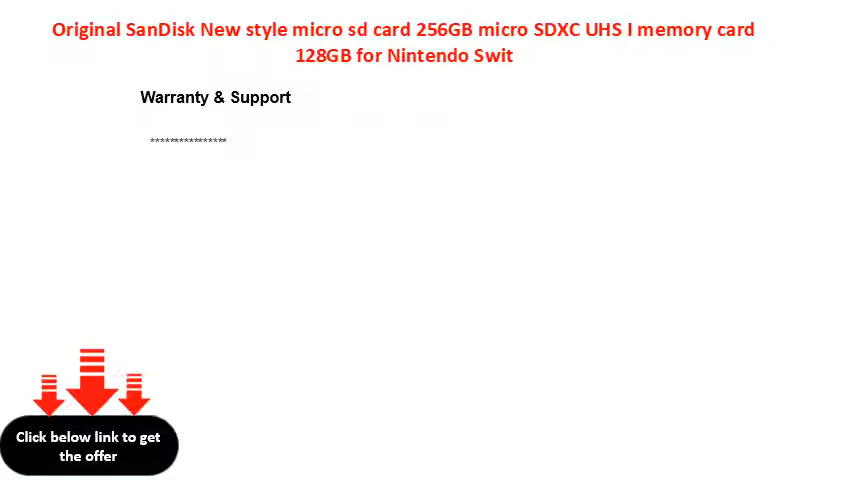 Original SanDisk New style micro sd card 256GB micro SDXC UHS I memory card
128GB for Nintendo Swit
Warranty & Support
****************
Click below link to get
the offer